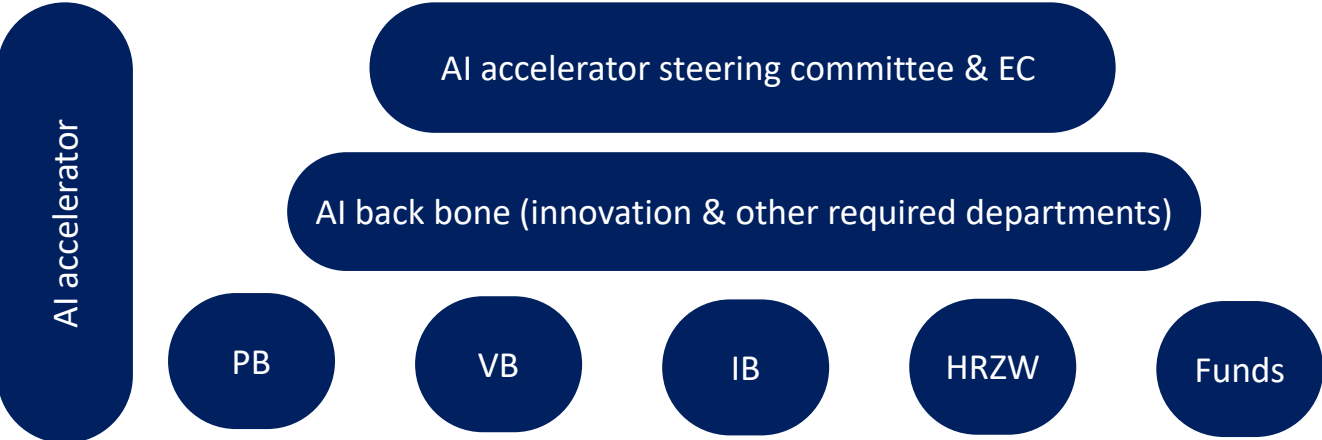 AI accelerator
AI accelerator steering committee & EC
AI back bone (innovation & other required departments)
PB
VB
IB
HRZW
Funds